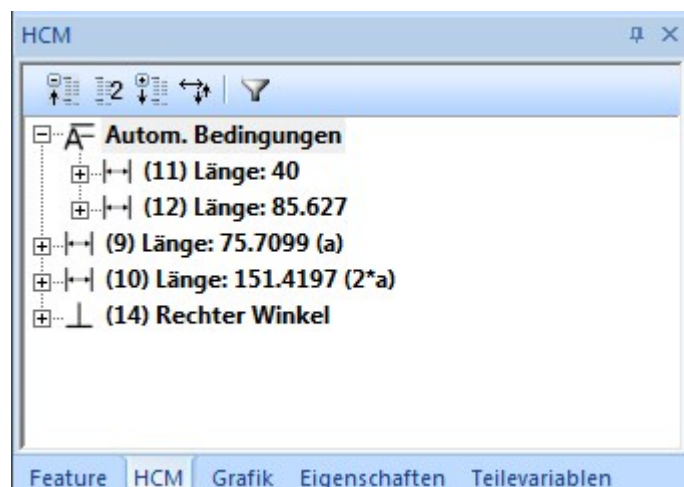 HCM
2
Autom. Bedingungen
(11) Länge: 40
(12) Länge: 85.627
(9) Länge: 75.7099 (a)
(10) Länge: 151.4197 (2*a)
(14) Rechter Winkel
Feature HCM Grafik Eigenschaften Teilevariablen